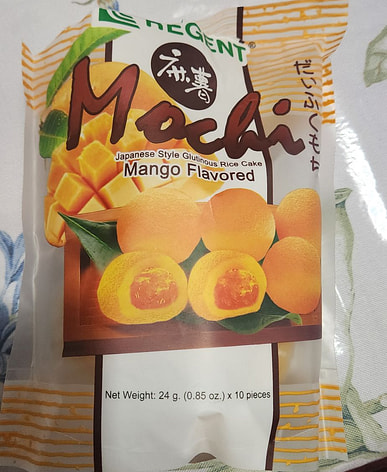 REGENT®
麻薯
Mochi
だいふくもち
Japanese Style Glutinous Rice Cake
Mango Flavored
Net Weight: 24 g. (0.85 oz.) x 10 pieces